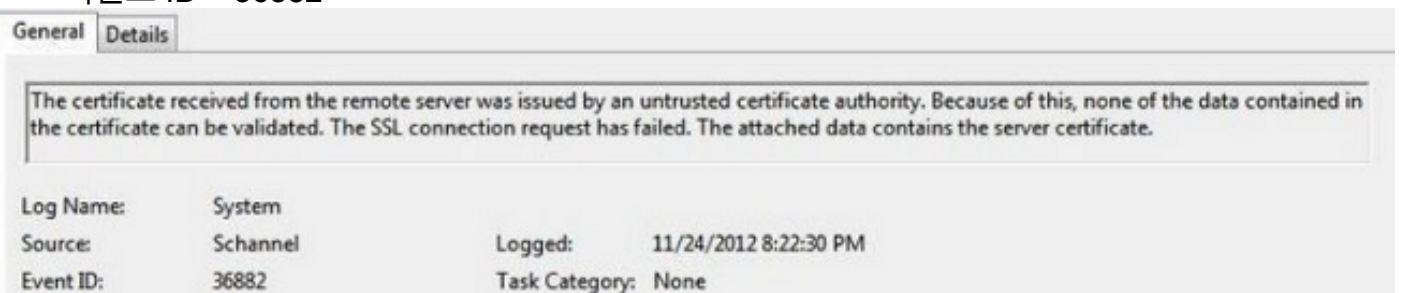 General Details
The certificate received from the remote server was issued by an untrusted certificate authority. Because of this, none of the data contained in
the certificate can be validated. The SSL connection request has failed. The attached data contains the server certificate.
Log Name: System
Source: Schannel Logged: 11/24/2012 8:22:30 PM
Event ID: 36882 Task Category: None